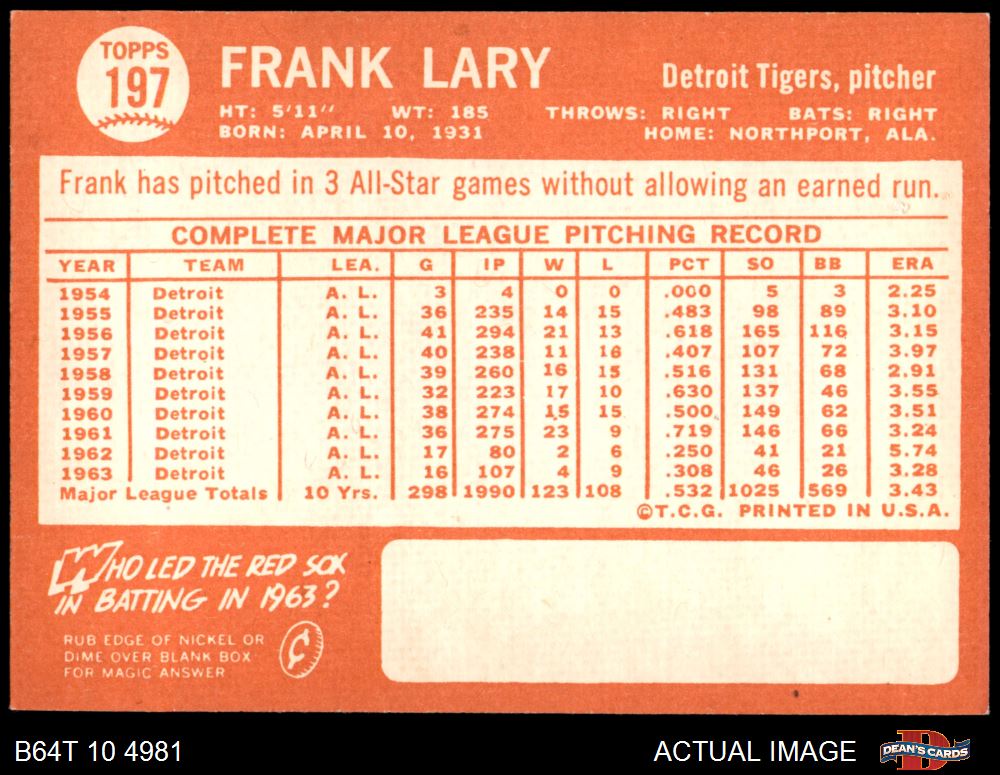 TOPPS
197
FRANK LARY
Detroit Tigers, pitcher
HT: 5'11" WT: 185 THROWS: RIGHT BATS: RIGHT
BORN: APRIL 10, 1931 HOME: NORTHPORT, ALA.
Frank has pitched in 3 All-Star games without allowing an earned run.
COMPLETE MAJOR LEAGUE PITCHING RECORD
YEAR TEAM LEA. G IP W L PCT SO BB ERA
1954 Detroit A. L. 3 4 0 0 .000 5 3 2.25
1955 Detroit A. L. 36 235 14 15 .483 98 89 3.10
1956 Detroit A. L. 41 294 21 13 .618 165 116 3.15
1957 Detroit A. L. 40 238 11 16 .407 107 72 3.97
1958 Detroit A. L. 39 260 16 15 .516 131 68 2.91
1959 Detroit A. L. 32 223 17 10 .630 137 46 3.55
1960 Detroit A. L. 38 274 15 15 .500 149 62 3.51
1961 Detroit A. L. 36 275 23 9 .719 146 66 3.24
1962 Detroit A. L. 17 80 2 6 .250 41 21 5.74
1963 Detroit A. L. 16 107 4 9 .308 46 26 3.28
Major League Totals 10 Yrs. 298 1990 123 108 .532 1025 569 3.43
©T.C.G. PRINTED IN U.S.A.
WHO LED THE RED SOX
IN BATTING IN 1963?
RUB EDGE OF NICKEL OR
DIME OVER BLANK BOX
FOR MAGIC ANSWER
¢
B64T 10 4981 ACTUAL IMAGE
DEAN'S CARDS